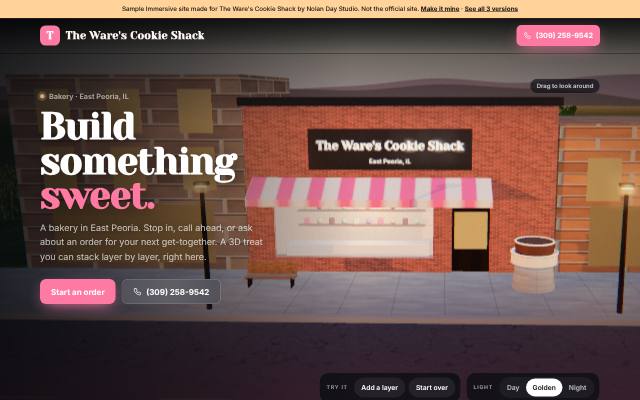 Sample Immersive site made for The Ware's Cookie Shack by Nolan Day Studio. Not the official site. Make it mine · See all 3 versions
T The Ware's Cookie Shack
(309) 258-9542
Drag to look around
Bakery · East Peoria, IL
Build
something
sweet.
The Ware's Cookie Shack
East Peoria, IL
A bakery in East Peoria. Stop in, call ahead, or ask
about an order for your next get-together. A 3D treat
you can stack layer by layer, right here.
Start an order
(309) 258-9542
TRY IT Add a layer Start over
LIGHT Day Golden Night